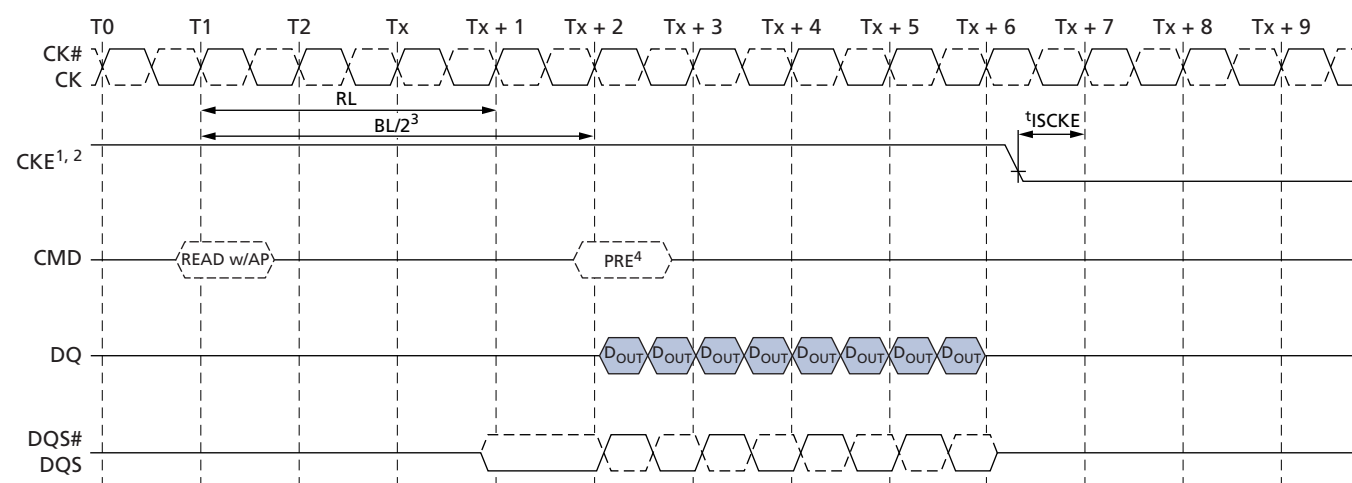 T0 T1 T2 Tx Tx + 1 Tx + 2 Tx + 3 Tx + 4 Tx + 5 Tx + 6 Tx + 7 Tx + 8 Tx + 9
CK#
CK
RL
BL/2³
tISCKE
CKE1, 2
CMD READ w/AP PRE⁴
DQ DOUT DOUT DOUT DOUT DOUT DOUT DOUT DOUT
DQS#
DQS